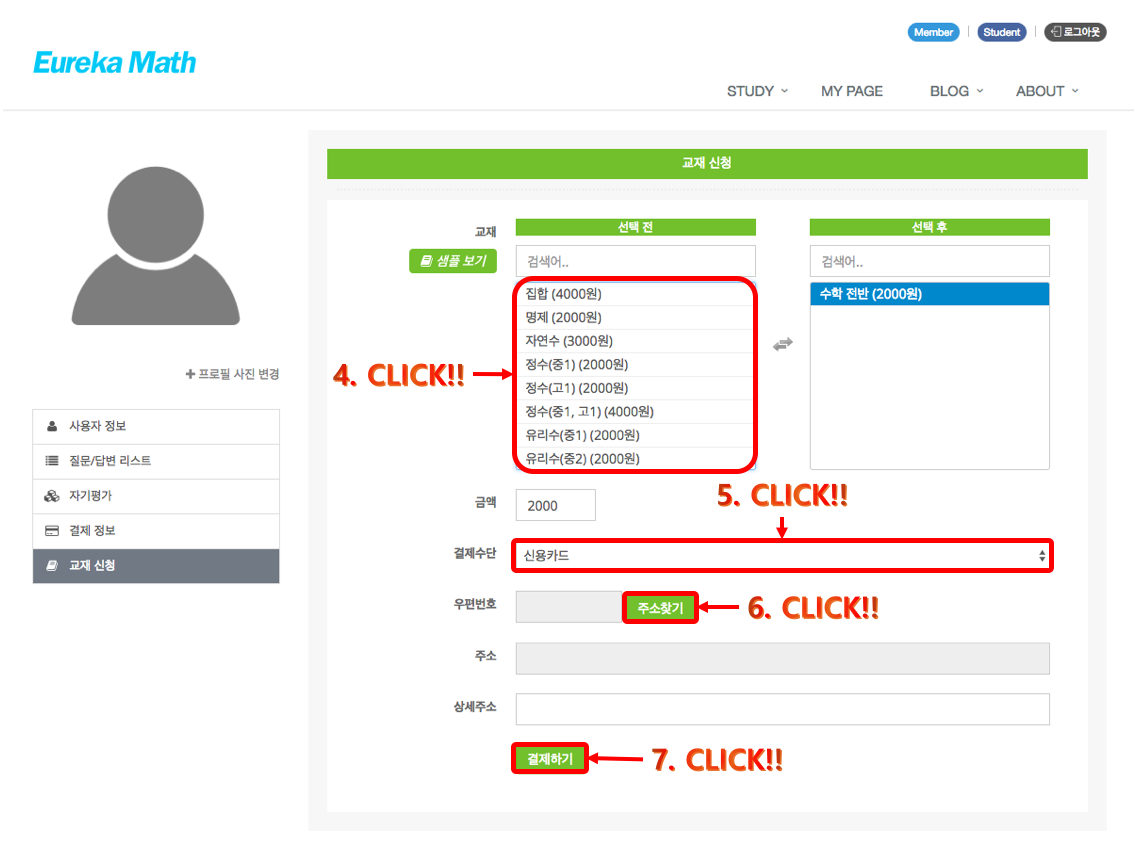 Member
Student
로그아웃
Eureka Math
STUDY
MY PAGE
BLOG
ABOUT
교재 신청
교재
선택 전
선택 후
샘플 보기
검색어..
검색어..
집합 (4000원)
명제 (2000원)
자연수 (3000원)
정수(중1) (2000원)
정수(고1) (2000원)
정수(중1, 고1) (4000원)
유리수(중1) (2000원)
유리수(중2) (2000원)
수학 전반 (2000원)
4. CLICK!!
+ 프로필 사진 변경
사용자 정보
질문/답변 리스트
자기평가
결제 정보
교재 신청
금액
2000
5. CLICK!!
결제수단
신용카드
우편번호
주소찾기
6. CLICK!!
주소
상세주소
결제하기
7. CLICK!!